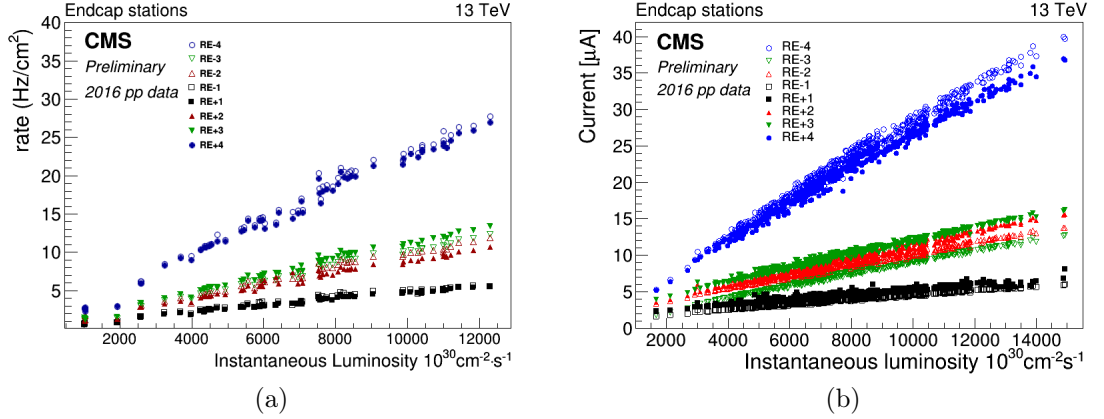 Endcap stations 13 TeV
rate (Hz/cm²)
40
35
30
25
20
15
10
5
CMS
Preliminary
2016 pp data
RE-4
RE-3
RE-2
RE-1
RE+1
RE+2
RE+3
RE+4
2000 4000 6000 8000 10000 12000
Instantaneous Luminosity 10³⁰cm⁻²·s⁻¹
(a)
Endcap stations 13 TeV
Current [μA]
40
35
30
25
20
15
10
5
0
CMS
Preliminary
2016 pp data
RE-4
RE-3
RE-2
RE-1
RE+1
RE+2
RE+3
RE+4
2000 4000 6000 8000 10000 12000 14000
Instantaneous luminosity 10³⁰cm⁻²s⁻¹
(b)